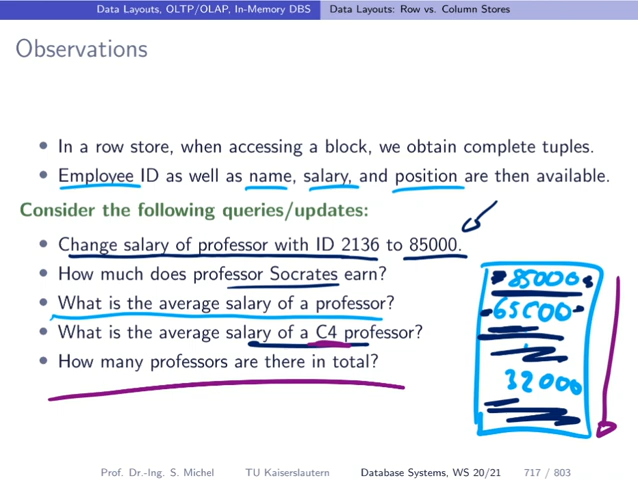 Data Layouts, OLTP/OLAP, In-Memory DBS Data Layouts: Row vs. Column Stores
Observations
• In a row store, when accessing a block, we obtain complete tuples.
• Employee ID as well as name, salary, and position are then available.
Consider the following queries/updates:
• Change salary of professor with ID 2136 to 85000.
• How much does professor Socrates earn?
• What is the average salary of a professor?
• What is the average salary of a C4 professor?
• How many professors are there in total?
85000
65000
32000
Prof. Dr.-Ing. S. Michel TU Kaiserslautern Database Systems, WS 20/21 717 / 803